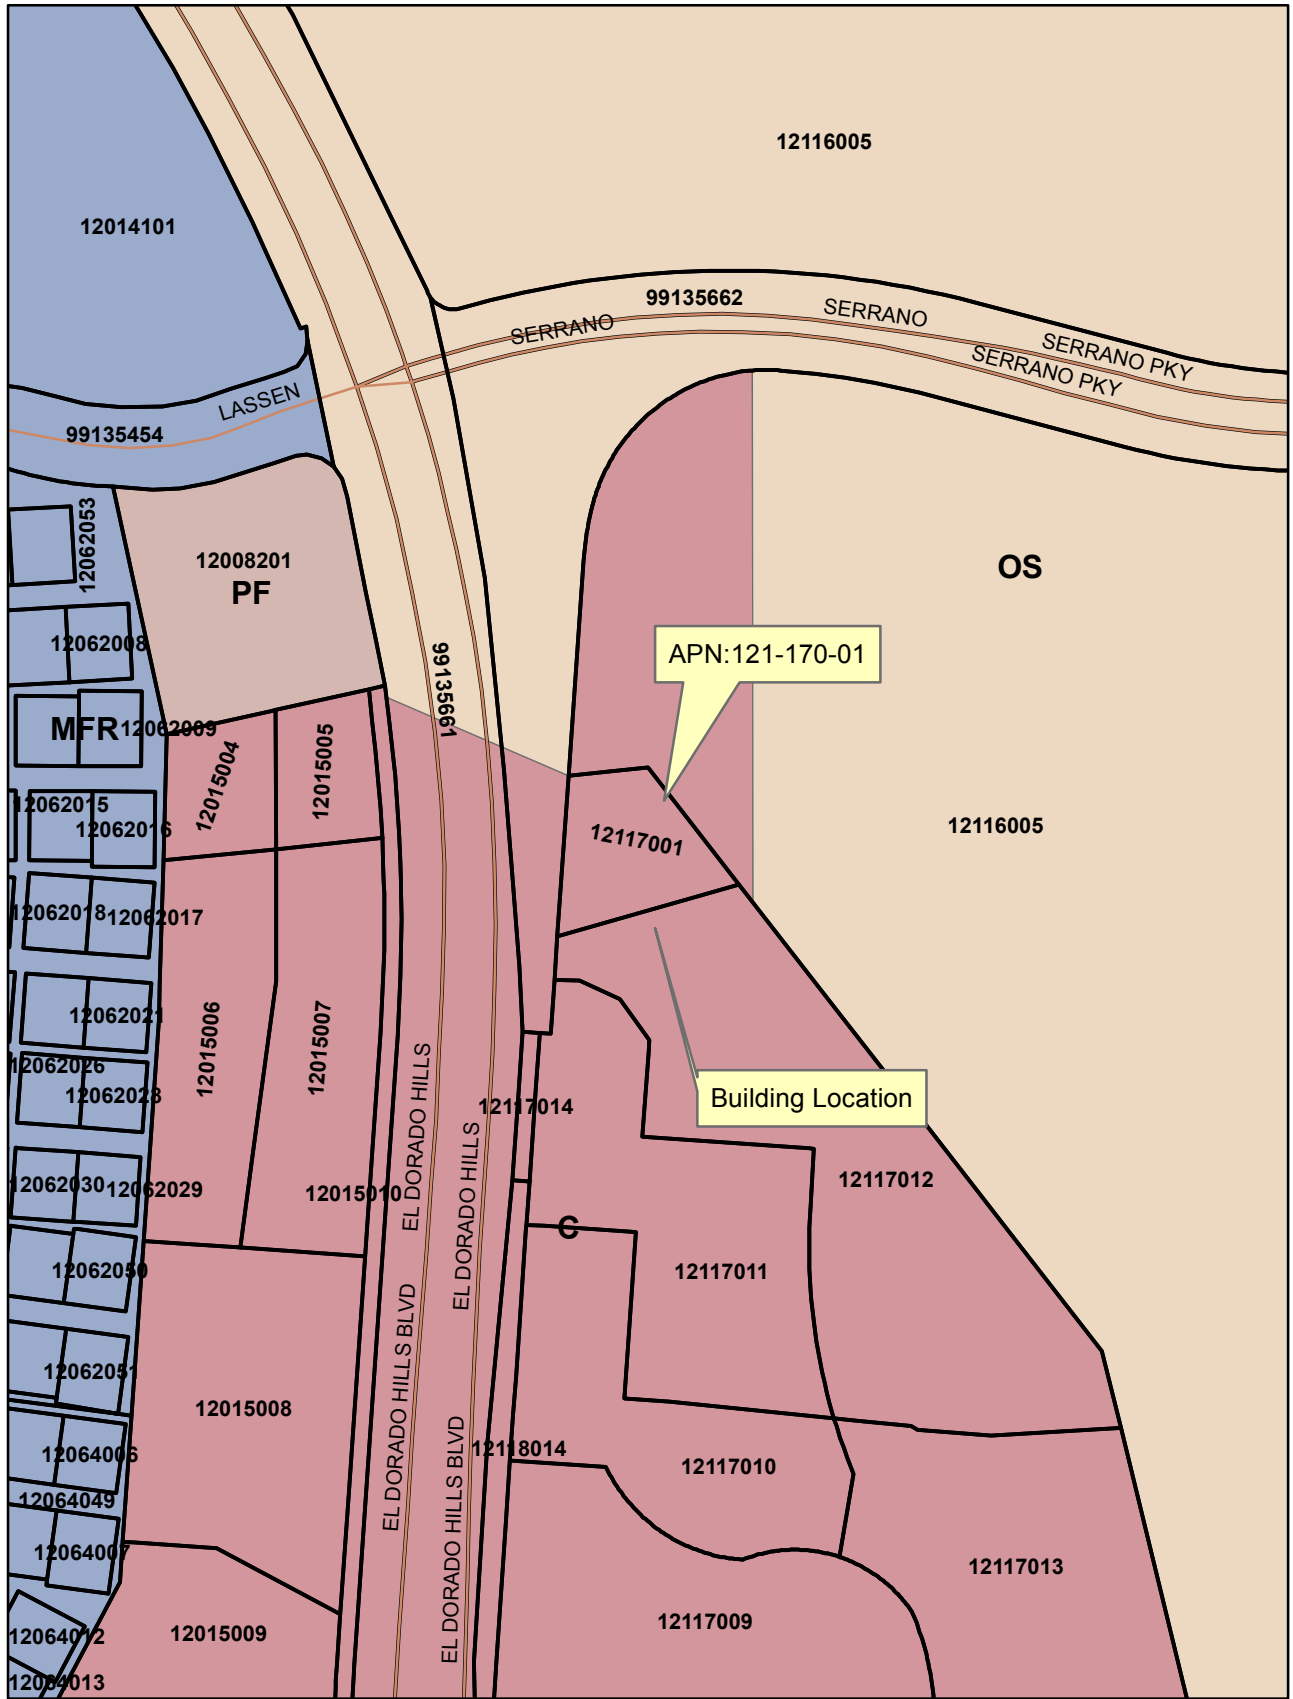 12116005
12014101
99135662
SERRANO
SERRANO
SERRANO PKY
SERRANO PKY
LASSEN
99135454
12062053
12008201
PF
OS
12062008
APN:121-170-01
99135661
MFR
12062009
12015004
12015005
12062015
12062016
12117001
12116005
12062018
12062017
12062021
12015006
12015007
12062026
12062028
EL DORADO HILLS
12117014
Building Location
EL DORADO HILLS
12062030
12062029
12015010
12117012
C
12062050
12117011
EL DORADO HILLS BLVD
12062051
12015008
12064006
12118014
12117010
EL DORADO HILLS BLVD
12064049
12064007
12117013
12064012
12015009
12117009
12064013